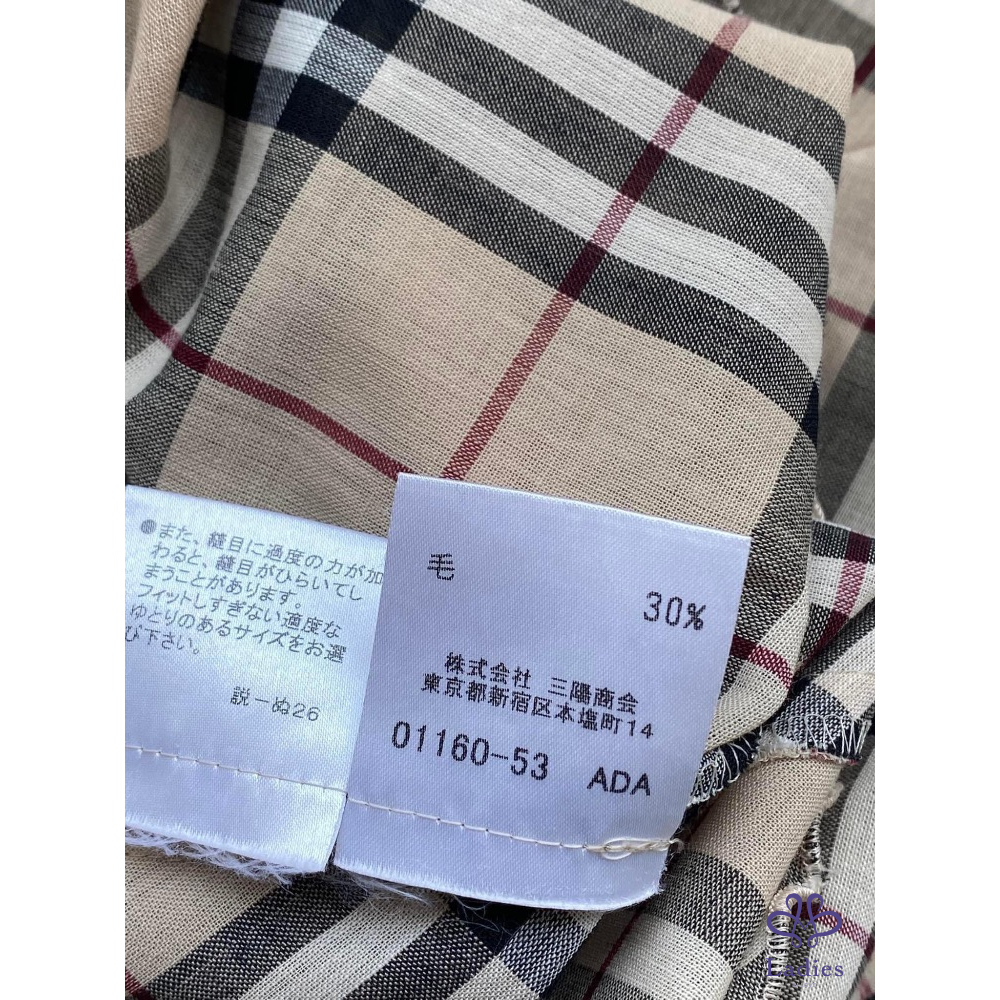 ●また、縫目に過度の力が加
わると、縫目がひらいてし
まうことがあります。
フィットしすぎない適度な
ゆとりのあるサイズをお選
び下さい。
説－ぬ26
毛
30%
株式会社 三陽商会
東京都新宿区本塩町14
01160-53 ADA
Ladies